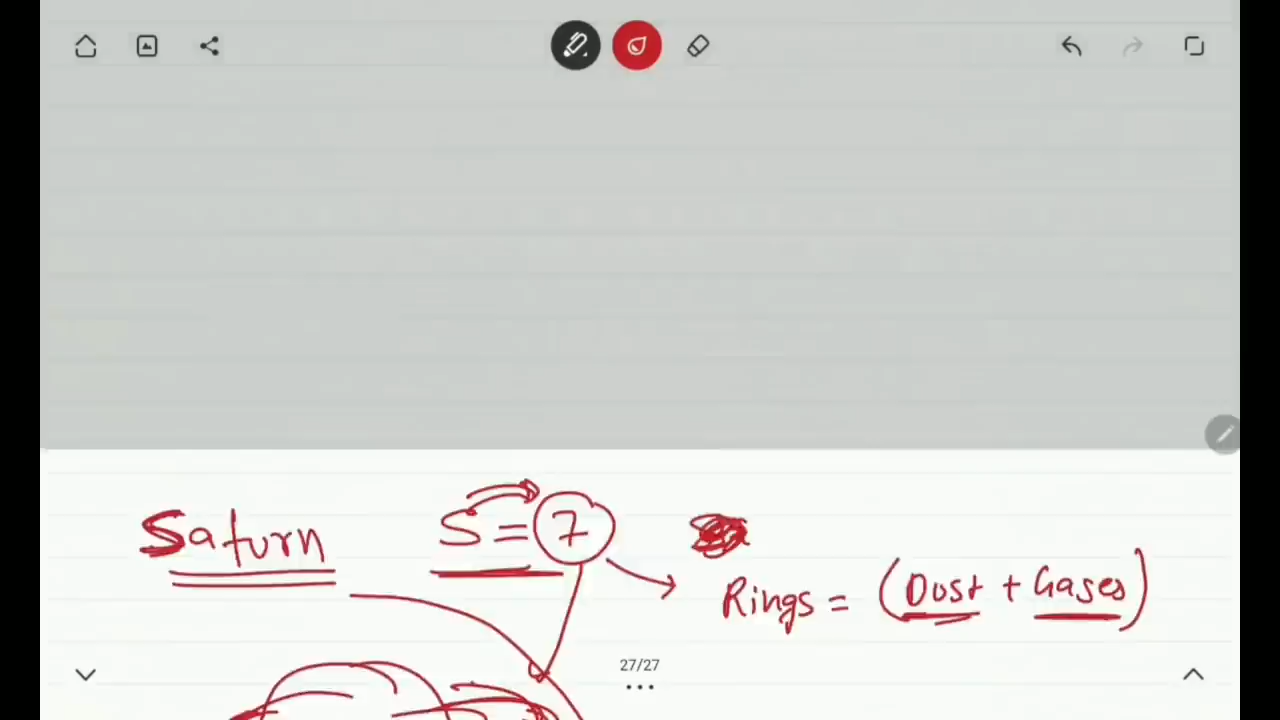 Saturn S = 7
Rings = (Dust + Gases)
27/27